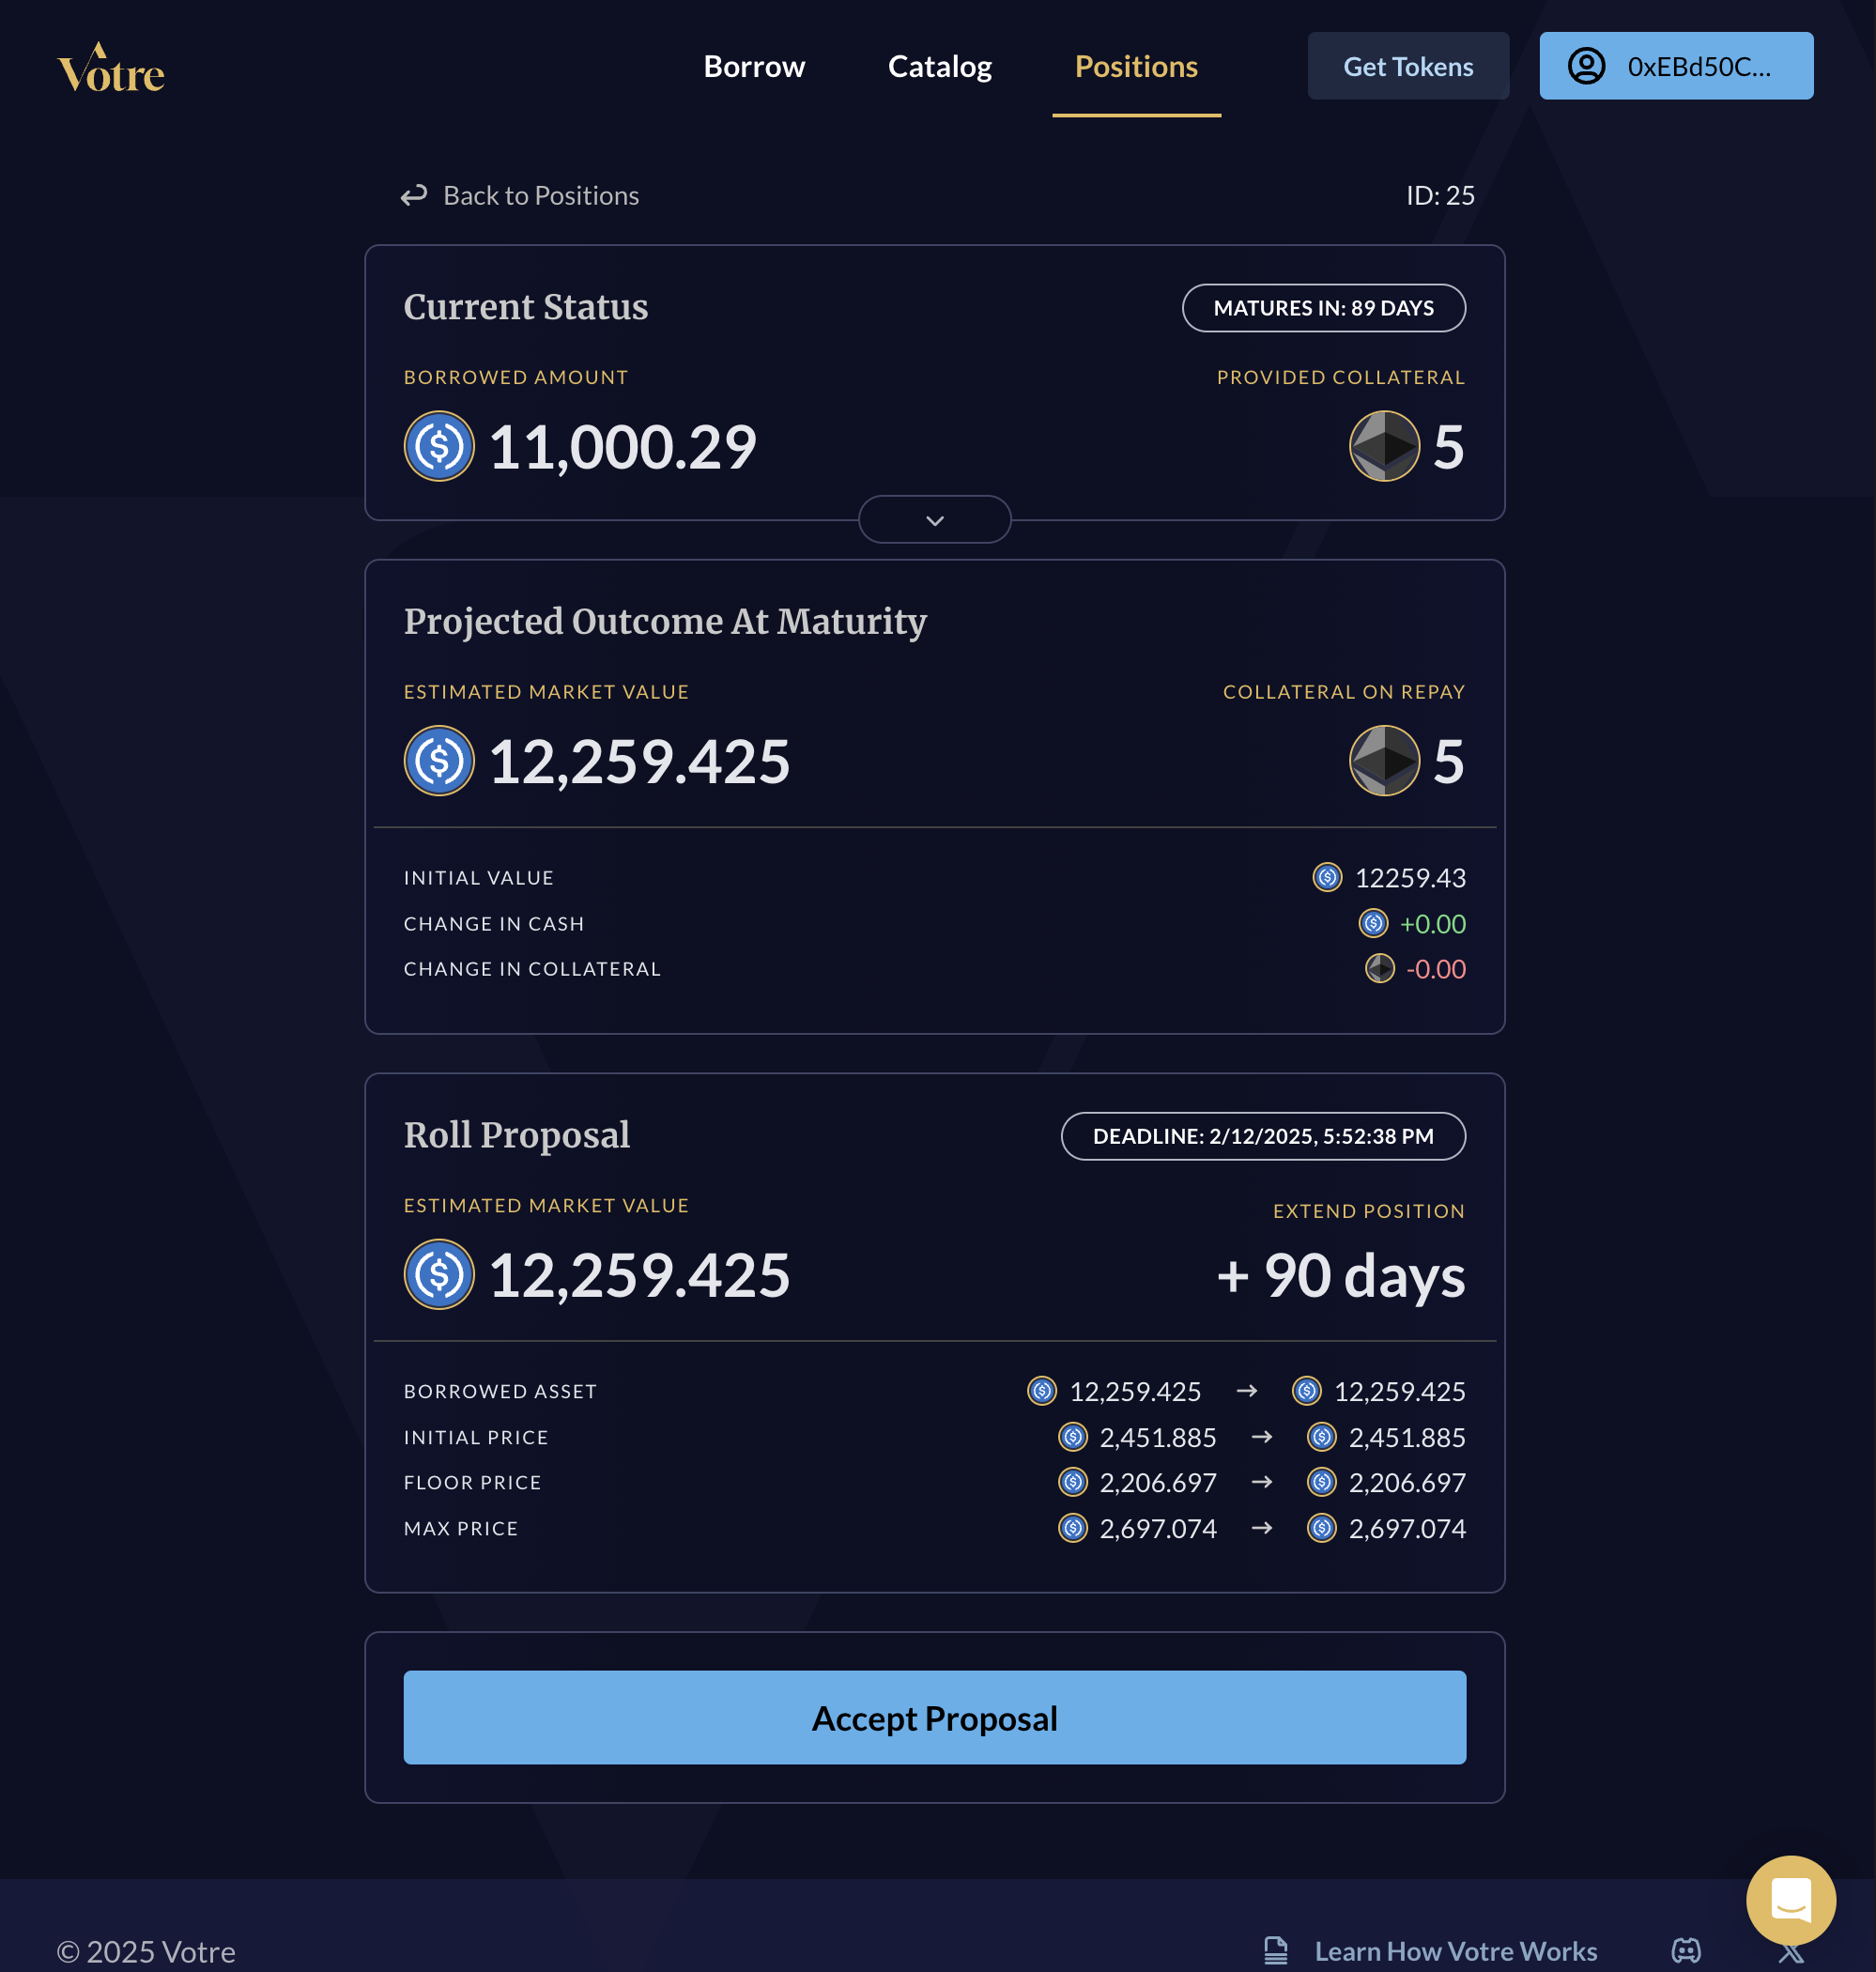 Votre
Borrow
Catalog
Positions
Get Tokens
0xEBd50C...
Back to Positions
ID: 25
Current Status
MATURES IN: 89 DAYS
BORROWED AMOUNT
PROVIDED COLLATERAL
11,000.29
5
Projected Outcome At Maturity
ESTIMATED MARKET VALUE
COLLATERAL ON REPAY
12,259.425
5
INITIAL VALUE
12259.43
CHANGE IN CASH
+0.00
CHANGE IN COLLATERAL
-0.00
Roll Proposal
DEADLINE: 2/12/2025, 5:52:38 PM
ESTIMATED MARKET VALUE
EXTEND POSITION
12,259.425
+ 90 days
BORROWED ASSET
12,259.425 → 12,259.425
INITIAL PRICE
2,451.885 → 2,451.885
FLOOR PRICE
2,206.697 → 2,206.697
MAX PRICE
2,697.074 → 2,697.074
Accept Proposal
© 2025 Votre
Learn How Votre Works